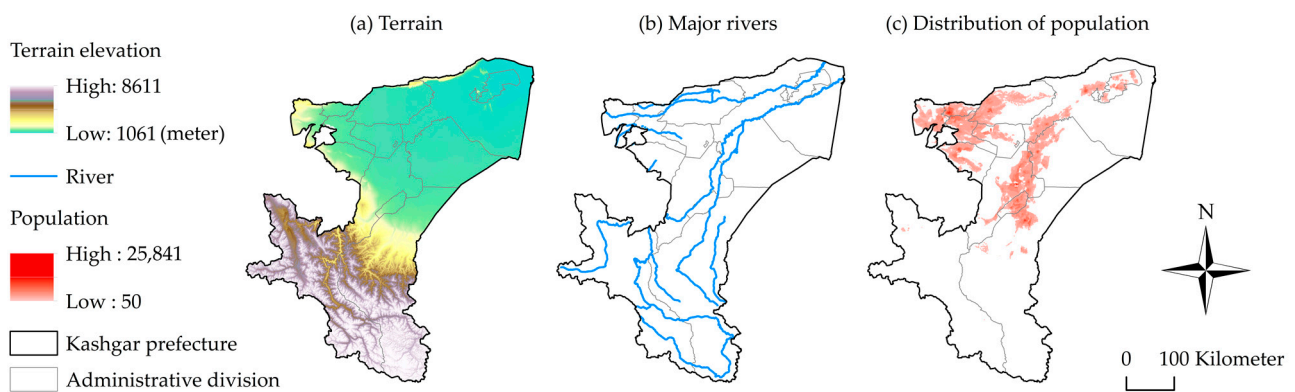 (a) Terrain
(b) Major rivers
(c) Distribution of population
Terrain elevation
High: 8611
Low: 1061 (meter)
River
Population
High : 25,841
Low : 50
Kashgar prefecture
Administrative division
N
0 100 Kilometer